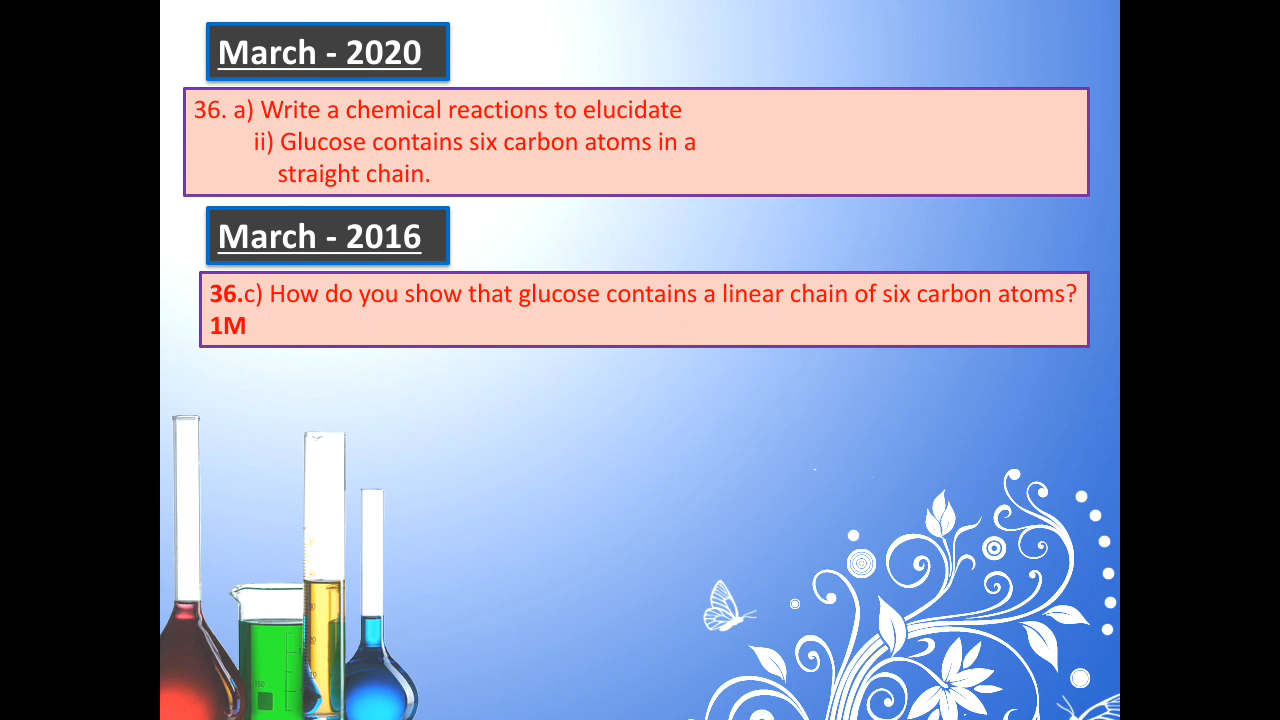 March - 2020
36. a) Write a chemical reactions to elucidate
ii) Glucose contains six carbon atoms in a
straight chain.
March - 2016
36.c) How do you show that glucose contains a linear chain of six carbon atoms?
1M